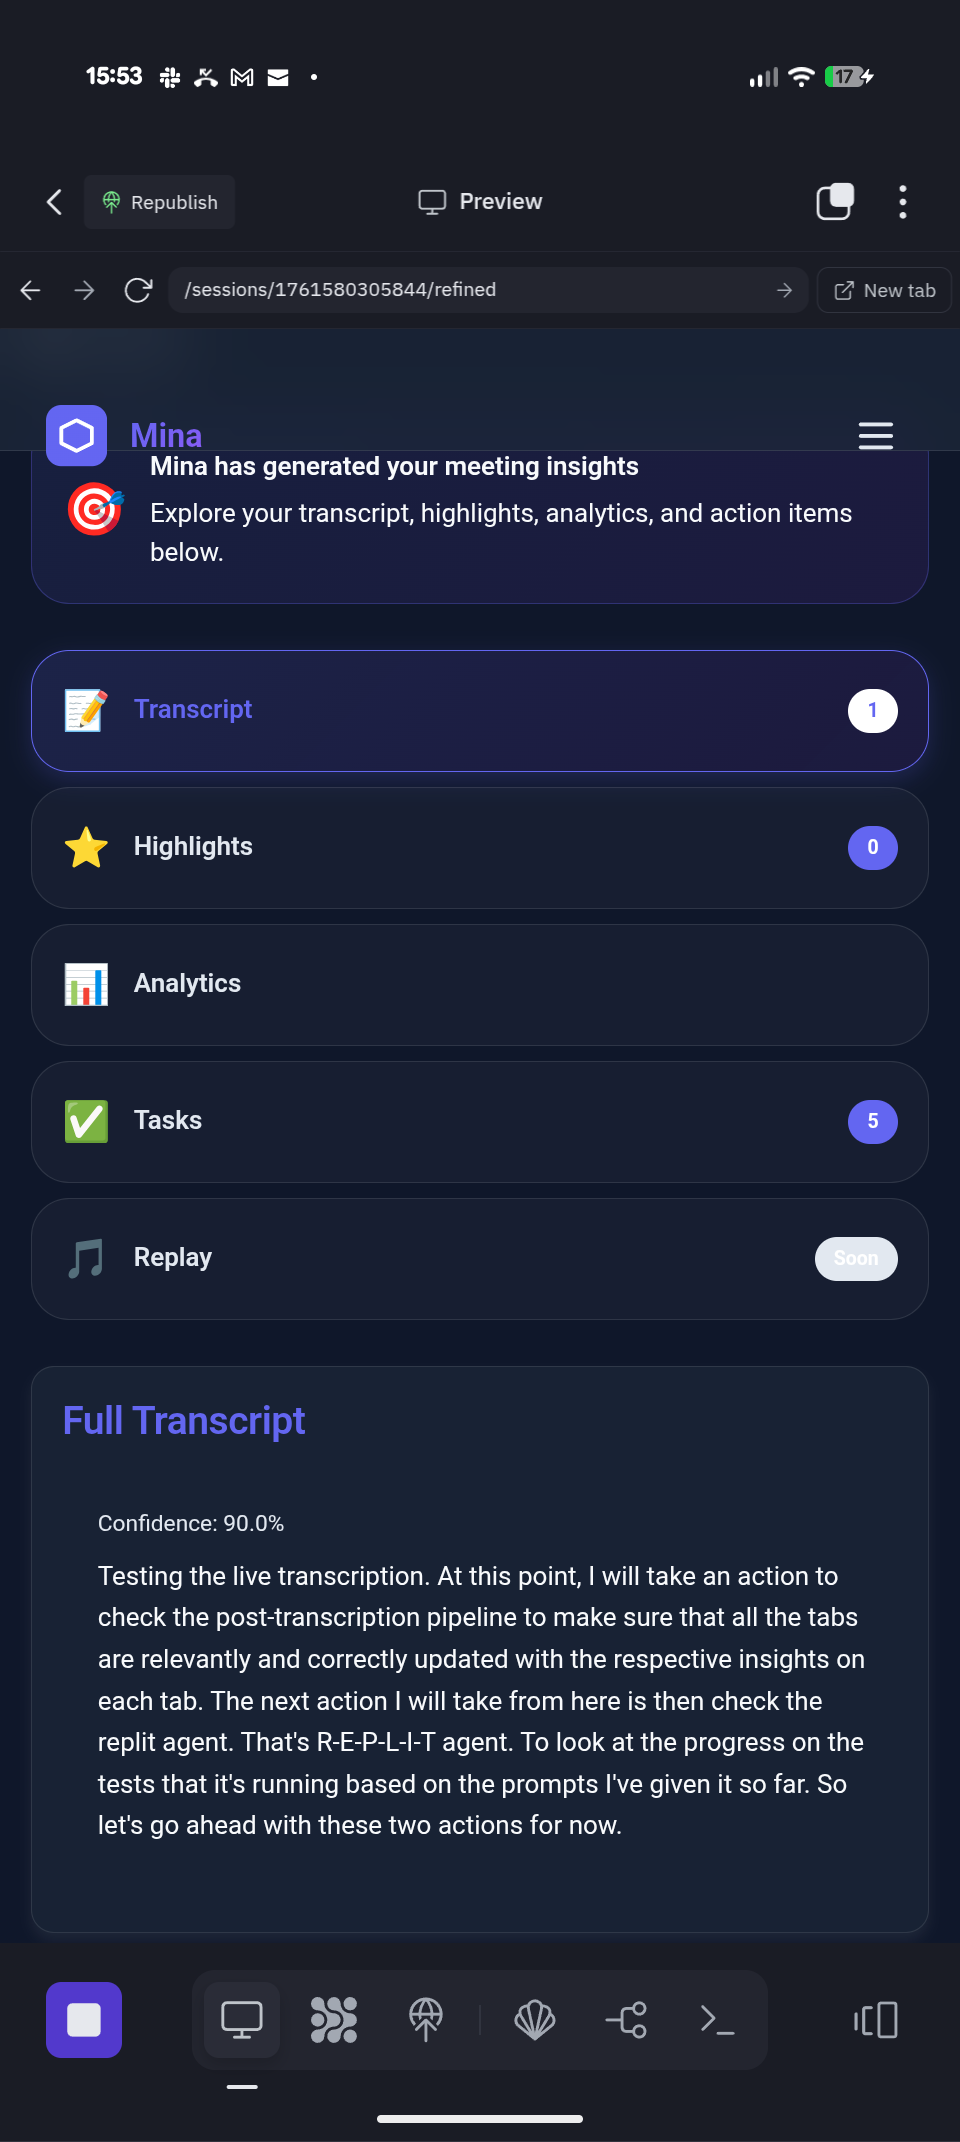 15:53
17
Republish
Preview
/sessions/1761580305844/refined
New tab
Mina
Mina has generated your meeting insights
Explore your transcript, highlights, analytics, and action items
below.
Transcript
1
Highlights
0
Analytics
Tasks
5
Replay
Soon
Full Transcript
Confidence: 90.0%
Testing the live transcription. At this point, I will take an action to
check the post-transcription pipeline to make sure that all the tabs
are relevantly and correctly updated with the respective insights on
each tab. The next action I will take from here is then check the
replit agent. That's R-E-P-L-I-T agent. To look at the progress on the
tests that it's running based on the prompts I've given it so far. So
let's go ahead with these two actions for now.